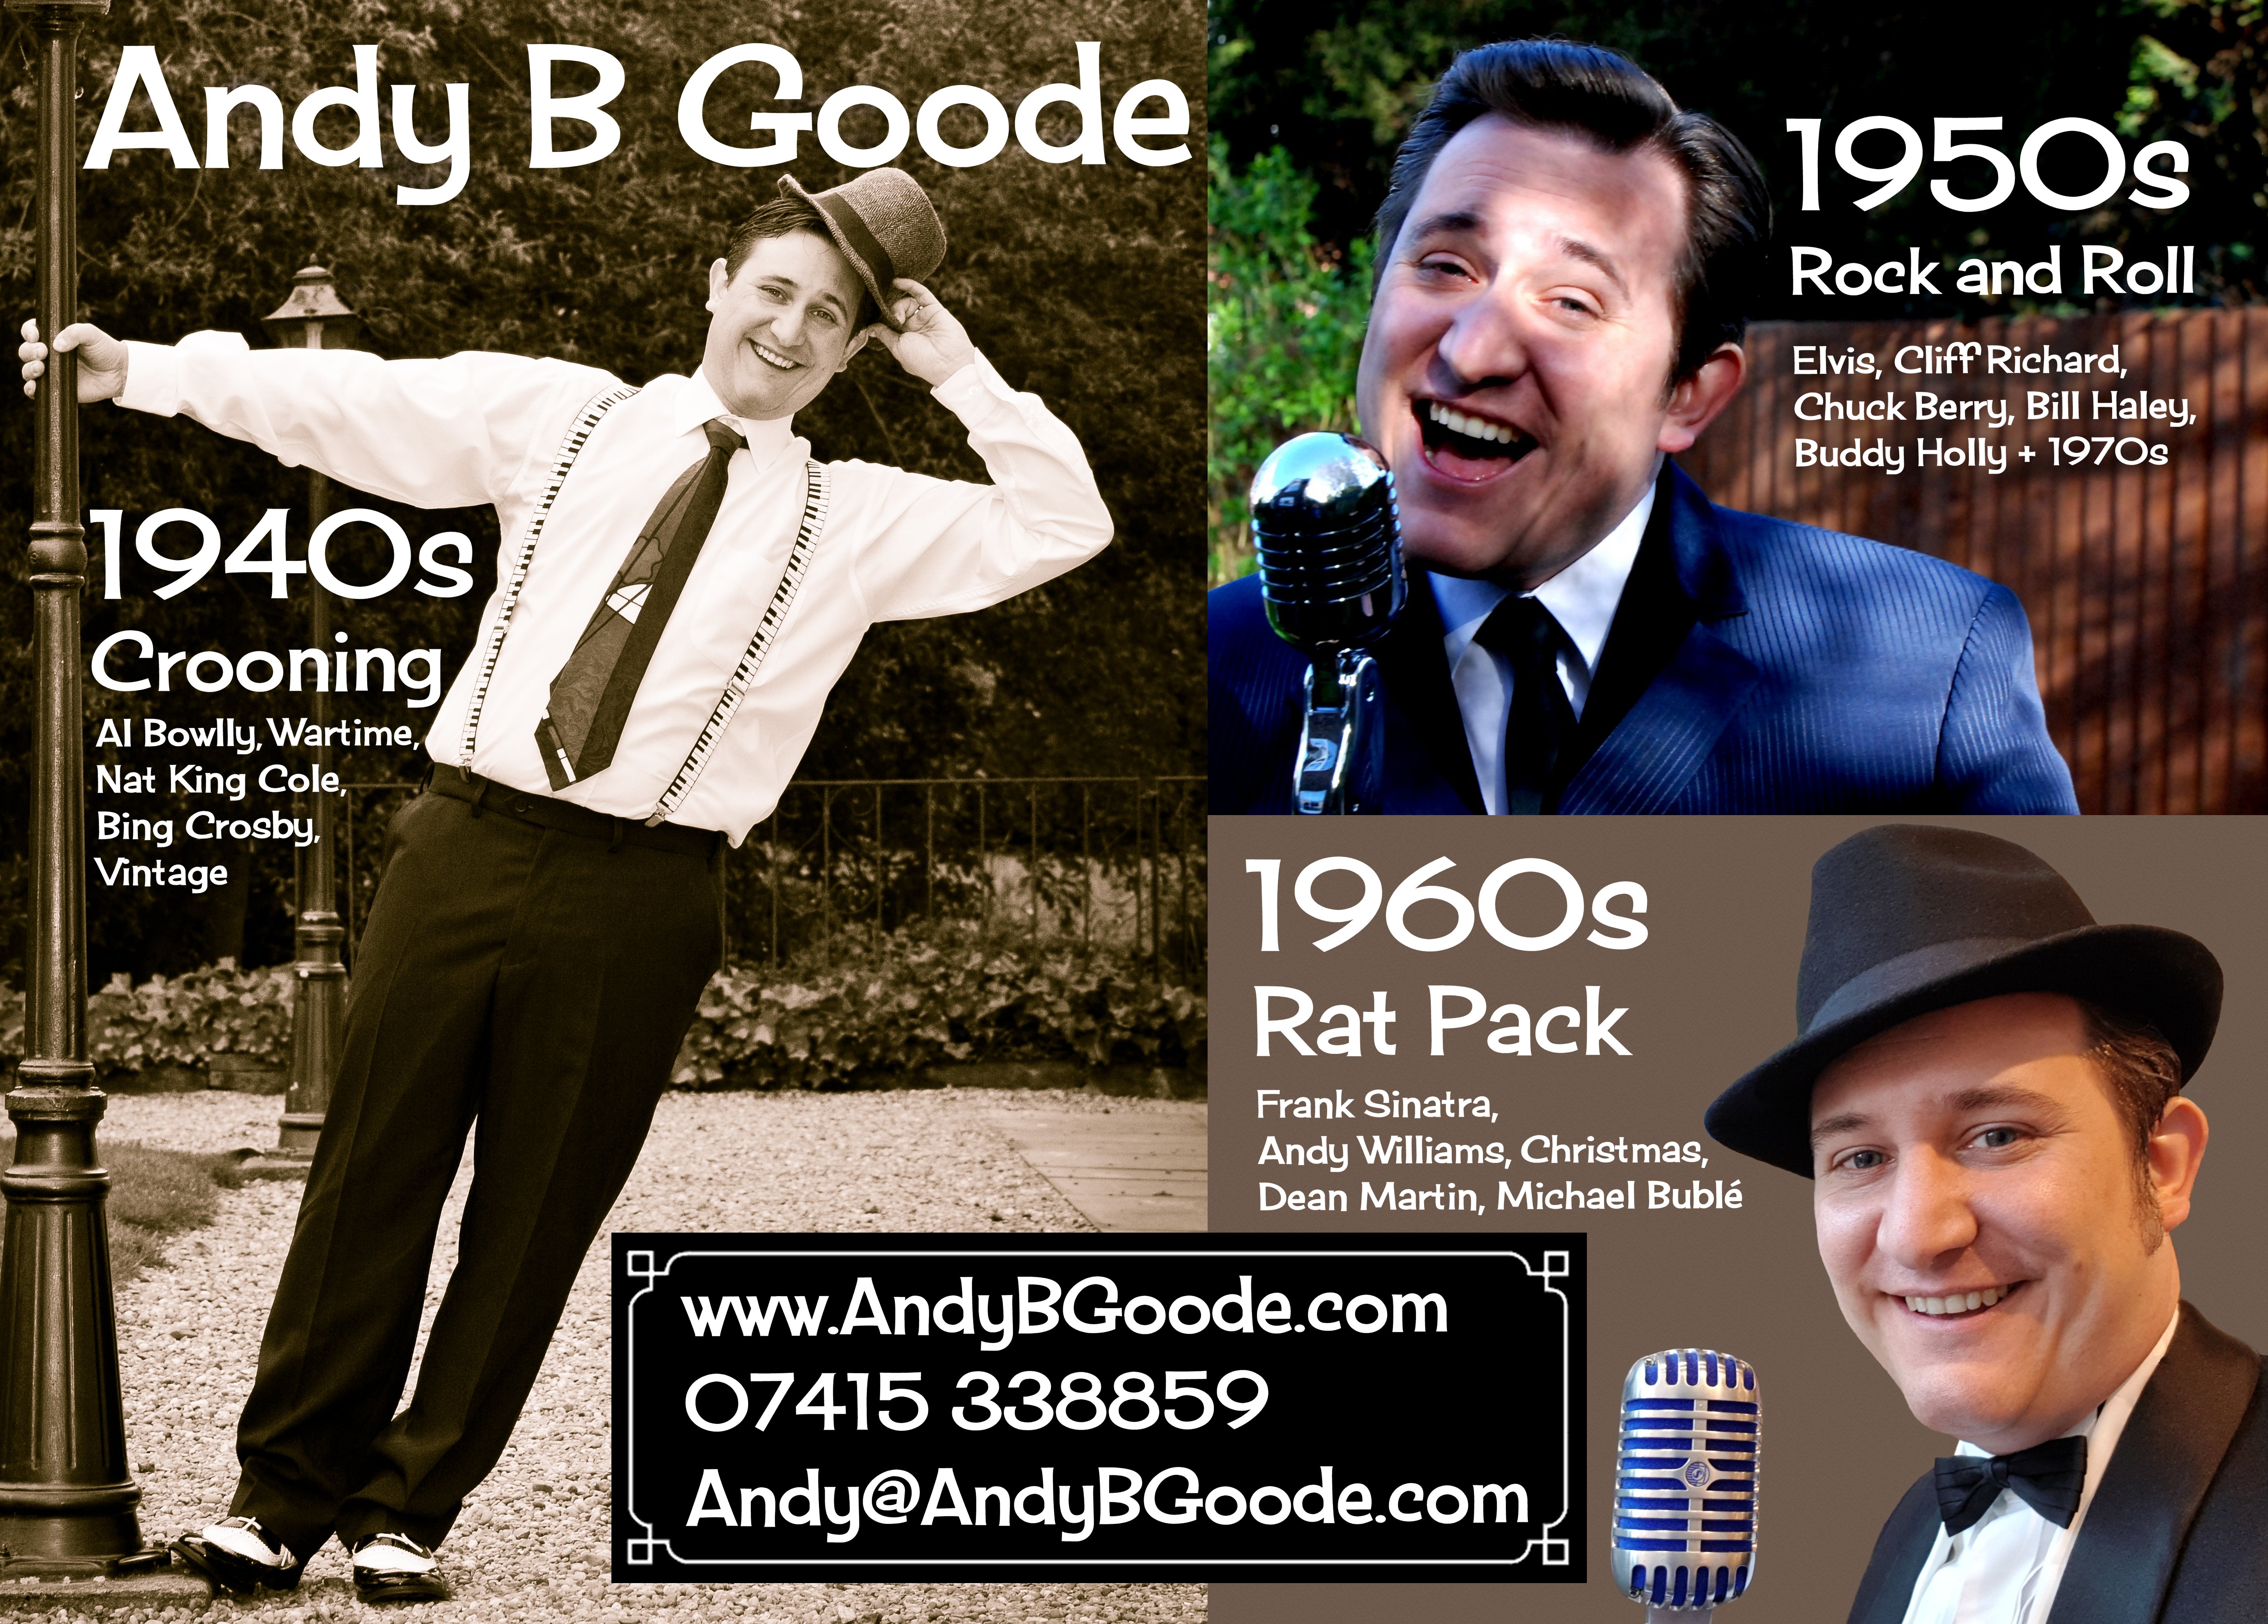 Andy B Goode
1940s
Crooning
Al Bowlly, Wartime,
Nat King Cole,
Bing Crosby,
Vintage
1950s
Rock and Roll
Elvis, Cliff Richard,
Chuck Berry, Bill Haley,
Buddy Holly + 1970s
1960s
Rat Pack
Frank Sinatra,
Andy Williams, Christmas,
Dean Martin, Michael Bublé
www.AndyBGoode.com
07415 338859
Andy@AndyBGoode.com